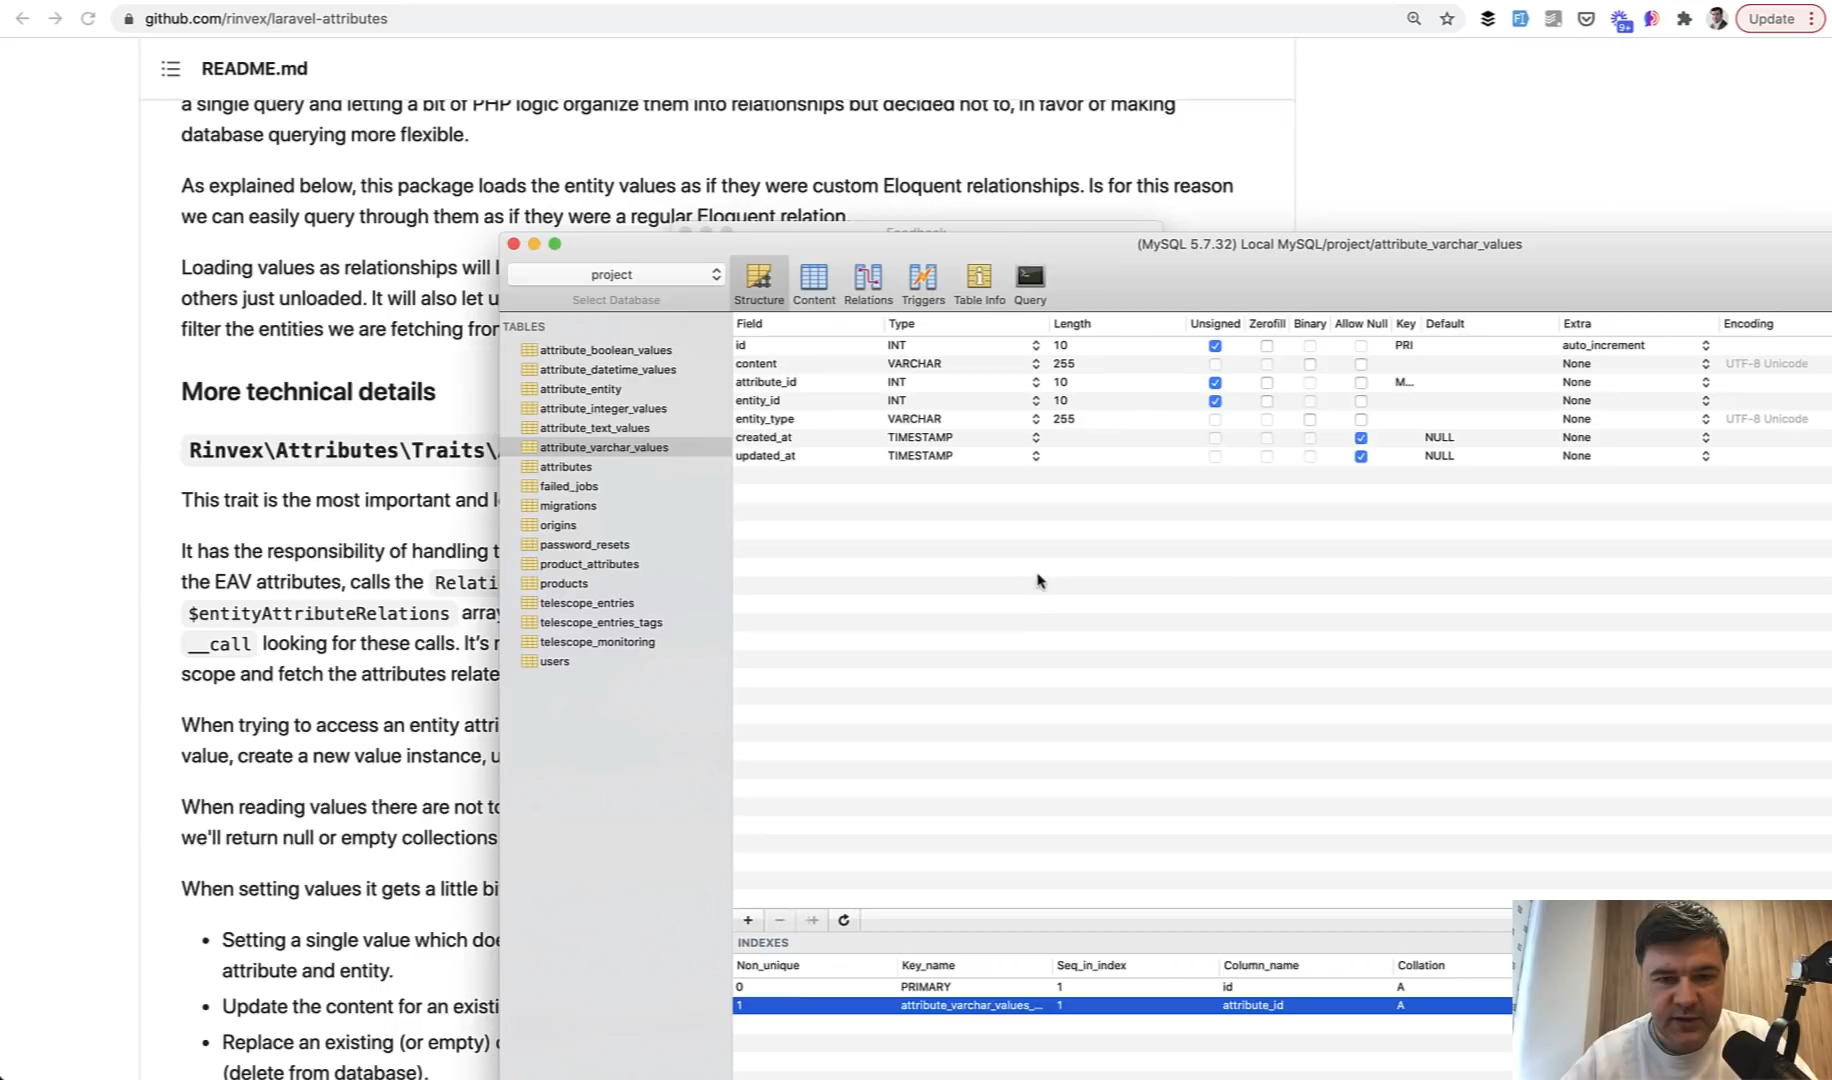 github.com/rinvex/laravel-attributes
9+
Update
README.md
a single query and letting a bit of PHP logic organize them into relationships but decided not to, in favor of making
database querying more flexible.
As explained below, this package loads the entity values as if they were custom Eloquent relationships. Is for this reason
we can easily query through them as if they were a regular Eloquent relation.
Loading values as relationships will l
others just unloaded. It will also let u
filter the entities we are fetching fron
More technical details
Rinvex\Attributes\Traits\
This trait is the most important and l
It has the responsibility of handling t
the EAV attributes, calls the Relati
$entityAttributeRelations array
__call looking for these calls. It's r
scope and fetch the attributes relate
When trying to access an entity attri
value, create a new value instance, u
When reading values there are not to
we'll return null or empty collections
When setting values it gets a little bi
• Setting a single value which doe
attribute and entity.
• Update the content for an existi
• Replace an existing (or empty) c
(delete from database).
Feedback
(MySQL 5.7.32) Local MySQL/project/attribute_varchar_values
project
Select Database
Structure Content Relations Triggers Table Info Query
TABLES
attribute_boolean_values
attribute_datetime_values
attribute_entity
attribute_integer_values
attribute_text_values
attribute_varchar_values
attributes
failed_jobs
migrations
origins
password_resets
product_attributes
products
telescope_entries
telescope_entries_tags
telescope_monitoring
users
Field Type Length Unsigned Zerofill Binary Allow Null Key Default Extra Encoding
id INT 10 PRI auto_increment
content VARCHAR 255 None UTF-8 Unicode
attribute_id INT 10 M... None
entity_id INT 10 None
entity_type VARCHAR 255 None UTF-8 Unicode
created_at TIMESTAMP NULL None
updated_at TIMESTAMP NULL None
INDEXES
Non_unique Key_name Seq_in_index Column_name Collation
0 PRIMARY 1 id A
1 attribute_varchar_values_... 1 attribute_id A